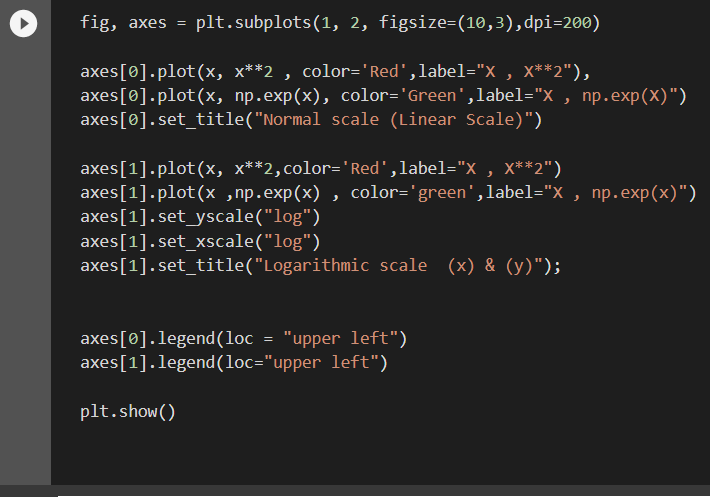 fig, axes = plt.subplots(1, 2, figsize=(10,3),dpi=200)
axes[0].plot(x, x**2 , color='Red',label="X , X**2"),
axes[0].plot(x, np.exp(x), color='Green',label="X , np.exp(X)")
axes[0].set_title("Normal scale (Linear Scale)")
axes[1].plot(x, x**2,color='Red',label="X , X**2")
axes[1].plot(x ,np.exp(x) , color='green',label="X , np.exp(x)")
axes[1].set_yscale("log")
axes[1].set_xscale("log")
axes[1].set_title("Logarithmic scale  (x) & (y)");
axes[0].legend(loc = "upper left")
axes[1].legend(loc="upper left")
plt.show()